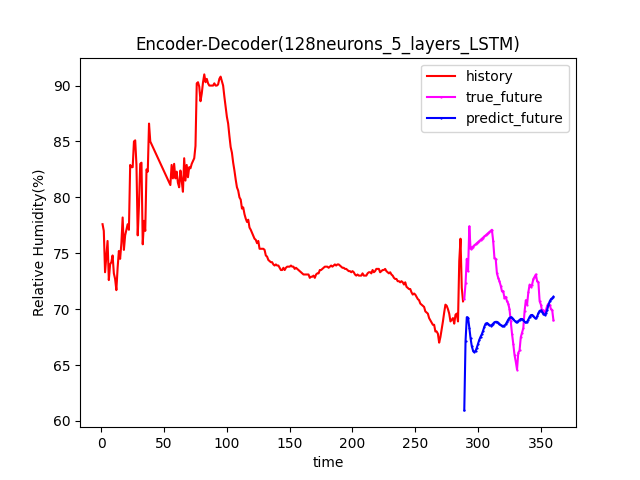 Encoder-Decoder(128neurons_5_layers_LSTM)
history
true_future
predict_future
Relative Humidity(%)
90
85
80
75
70
65
60
0
50
100
150
200
250
300
350
time